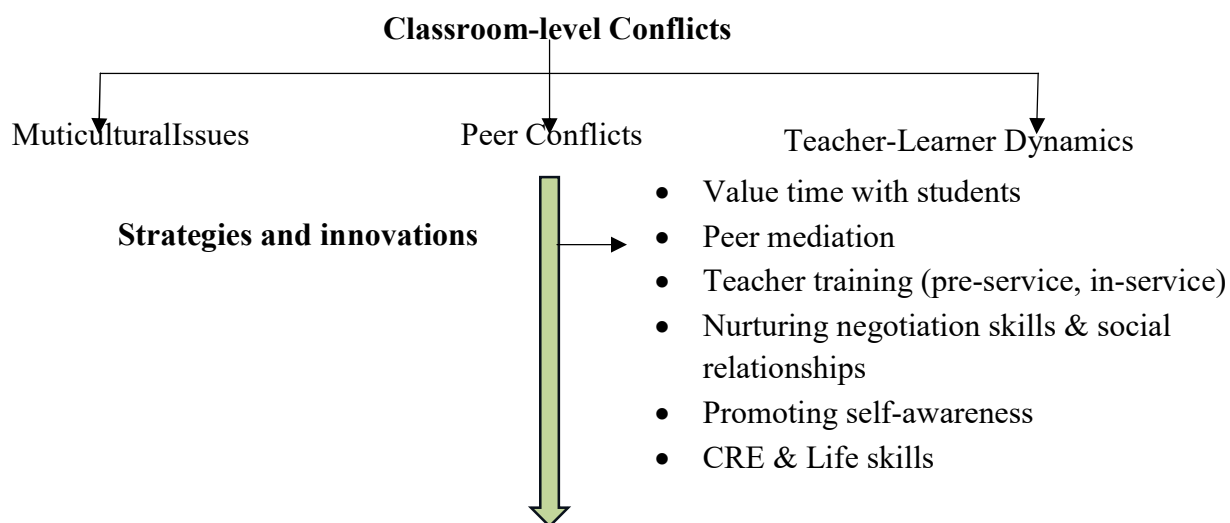 Classroom-level Conflicts
MuticulturalIssues
Peer Conflicts
Teacher-Learner Dynamics
Strategies and innovations
• Value time with students
• Peer mediation
• Teacher training (pre-service, in-service)
• Nurturing negotiation skills & social
relationships
• Promoting self-awareness
• CRE & Life skills